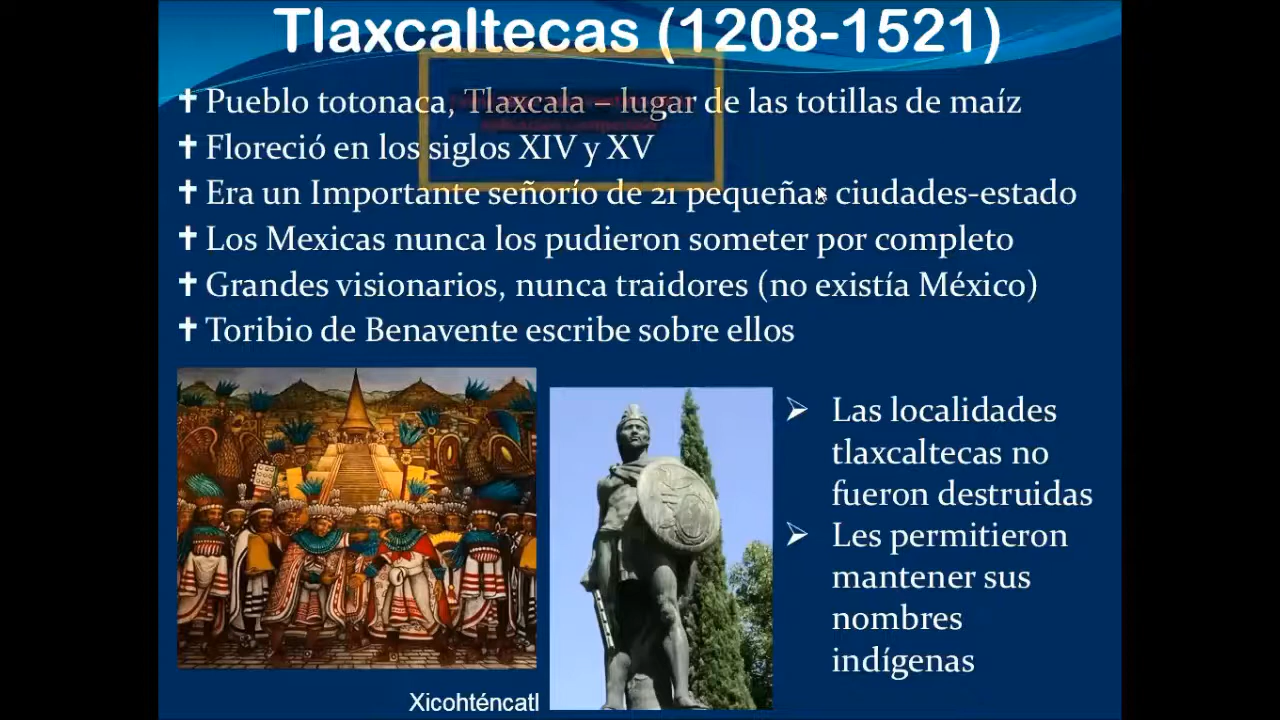 Tlaxcaltecas (1208-1521)
✝ Pueblo totonaca, Tlaxcala – lugar de las totillas de maíz
✝ Floreció en los siglos XIV y XV
✝ Era un Importante señorío de 21 pequeñas ciudades-estado
✝ Los Mexicas nunca los pudieron someter por completo
✝ Grandes visionarios, nunca traidores (no existía México)
✝ Toribio de Benavente escribe sobre ellos
➢ Las localidades
tlaxcaltecas no
fueron destruidas
➢ Les permitieron
mantener sus
nombres
indígenas
Xicohténcatl